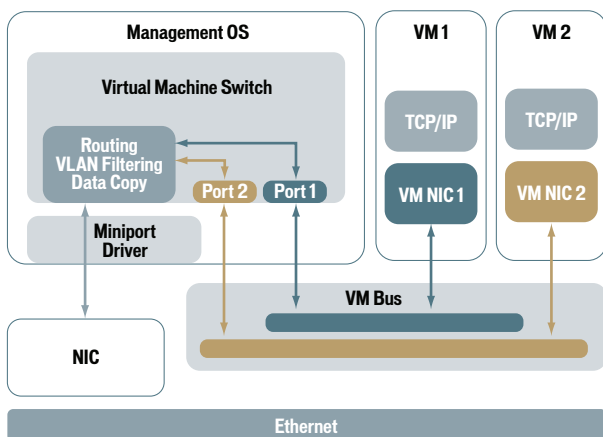 Management OS
VM 1
VM 2
Virtual Machine Switch
TCP/IP
TCP/IP
Routing
VLAN Filtering
Data Copy
Port 2
Port 1
VM NIC 1
VM NIC 2
Miniport
Driver
VM Bus
NIC
Ethernet